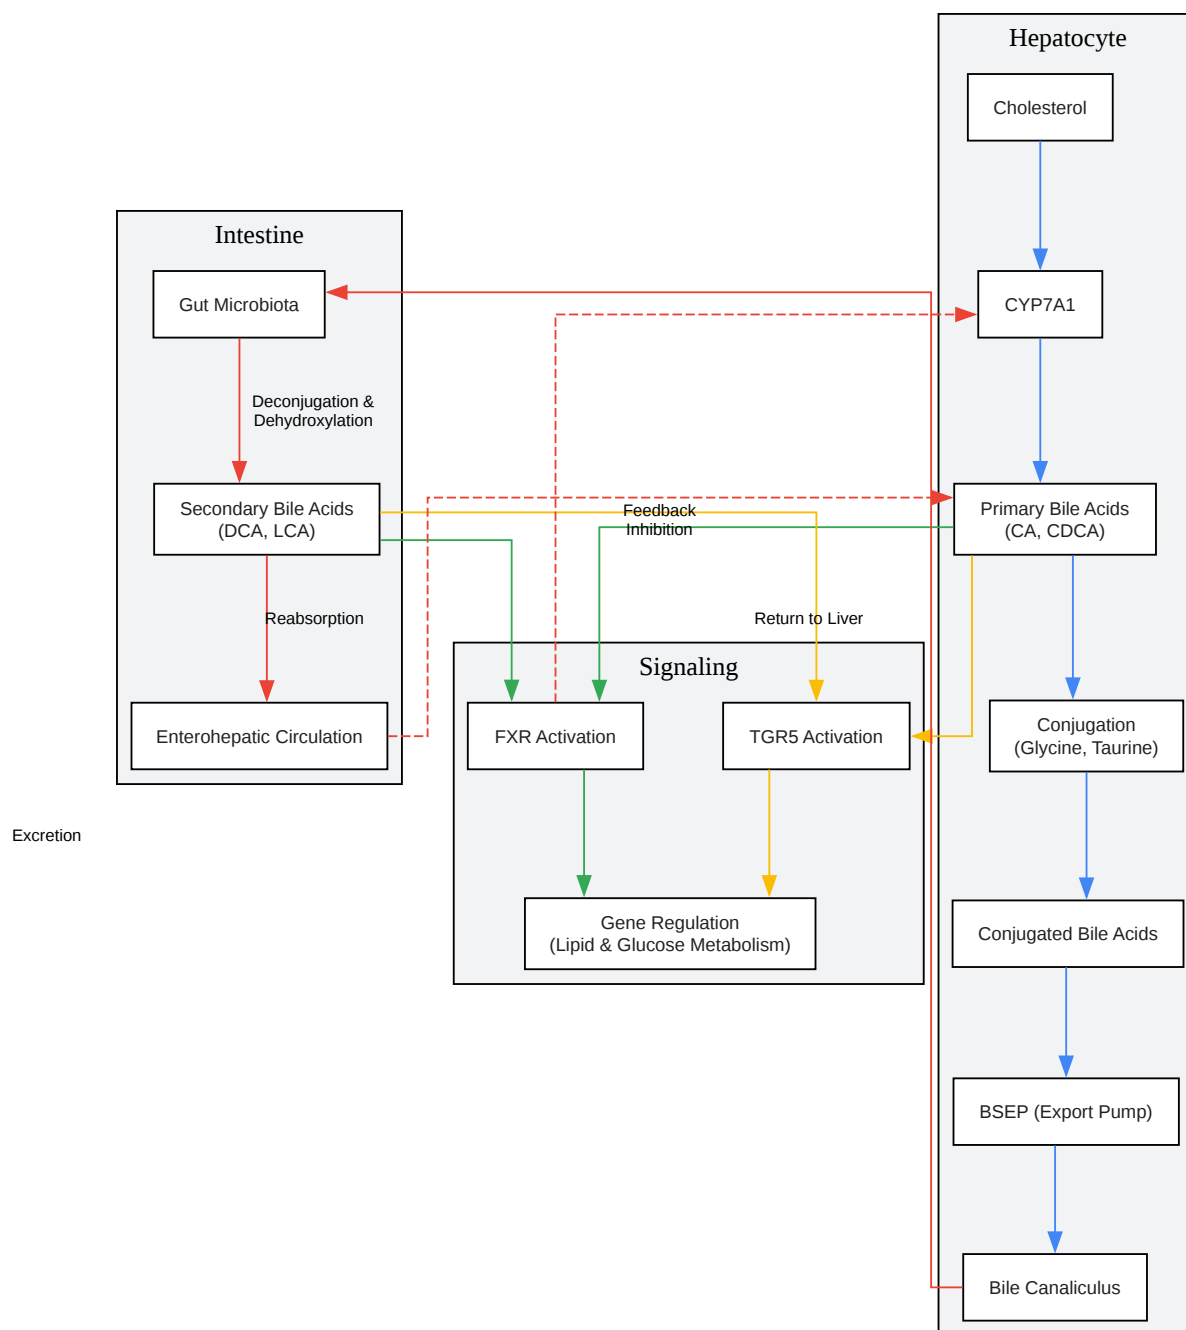 Hepatocyte
Cholesterol
Intestine
Gut Microbiota
CYP7A1
Deconjugation &
Dehydroxylation
Secondary Bile Acids
(DCA, LCA)
Feedback
Inhibition
Primary Bile Acids
(CA, CDCA)
Reabsorption
Return to Liver
Signaling
Enterohepatic Circulation
FXR Activation
TGR5 Activation
Conjugation
(Glycine, Taurine)
Excretion
Gene Regulation
(Lipid & Glucose Metabolism)
Conjugated Bile Acids
BSEP (Export Pump)
Bile Canaliculus